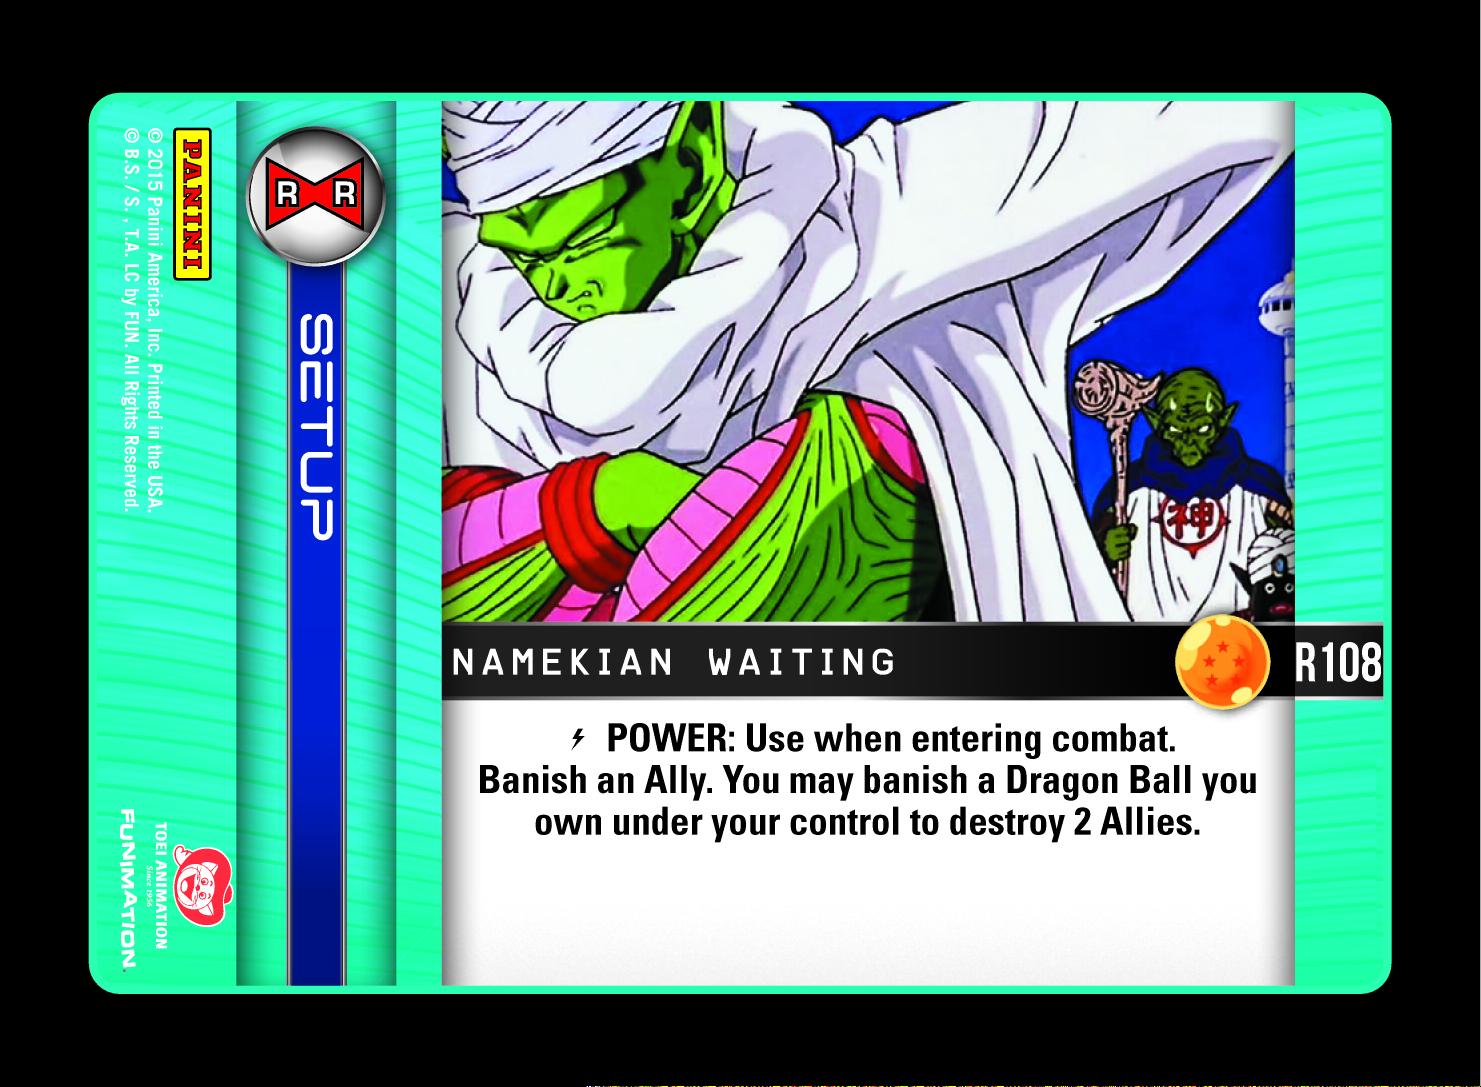 PANINI
© 2015 Panini America, Inc. Printed in the USA.
© B.S. / S. , T.A. LC by FUN. All Rights Reserved.
R R
SETUP
神
NAMEKIAN WAITING
R108
POWER: Use when entering combat.
Banish an Ally. You may banish a Dragon Ball you
own under your control to destroy 2 Allies.
TOEI ANIMATION
Since 1956
FUNIMATION